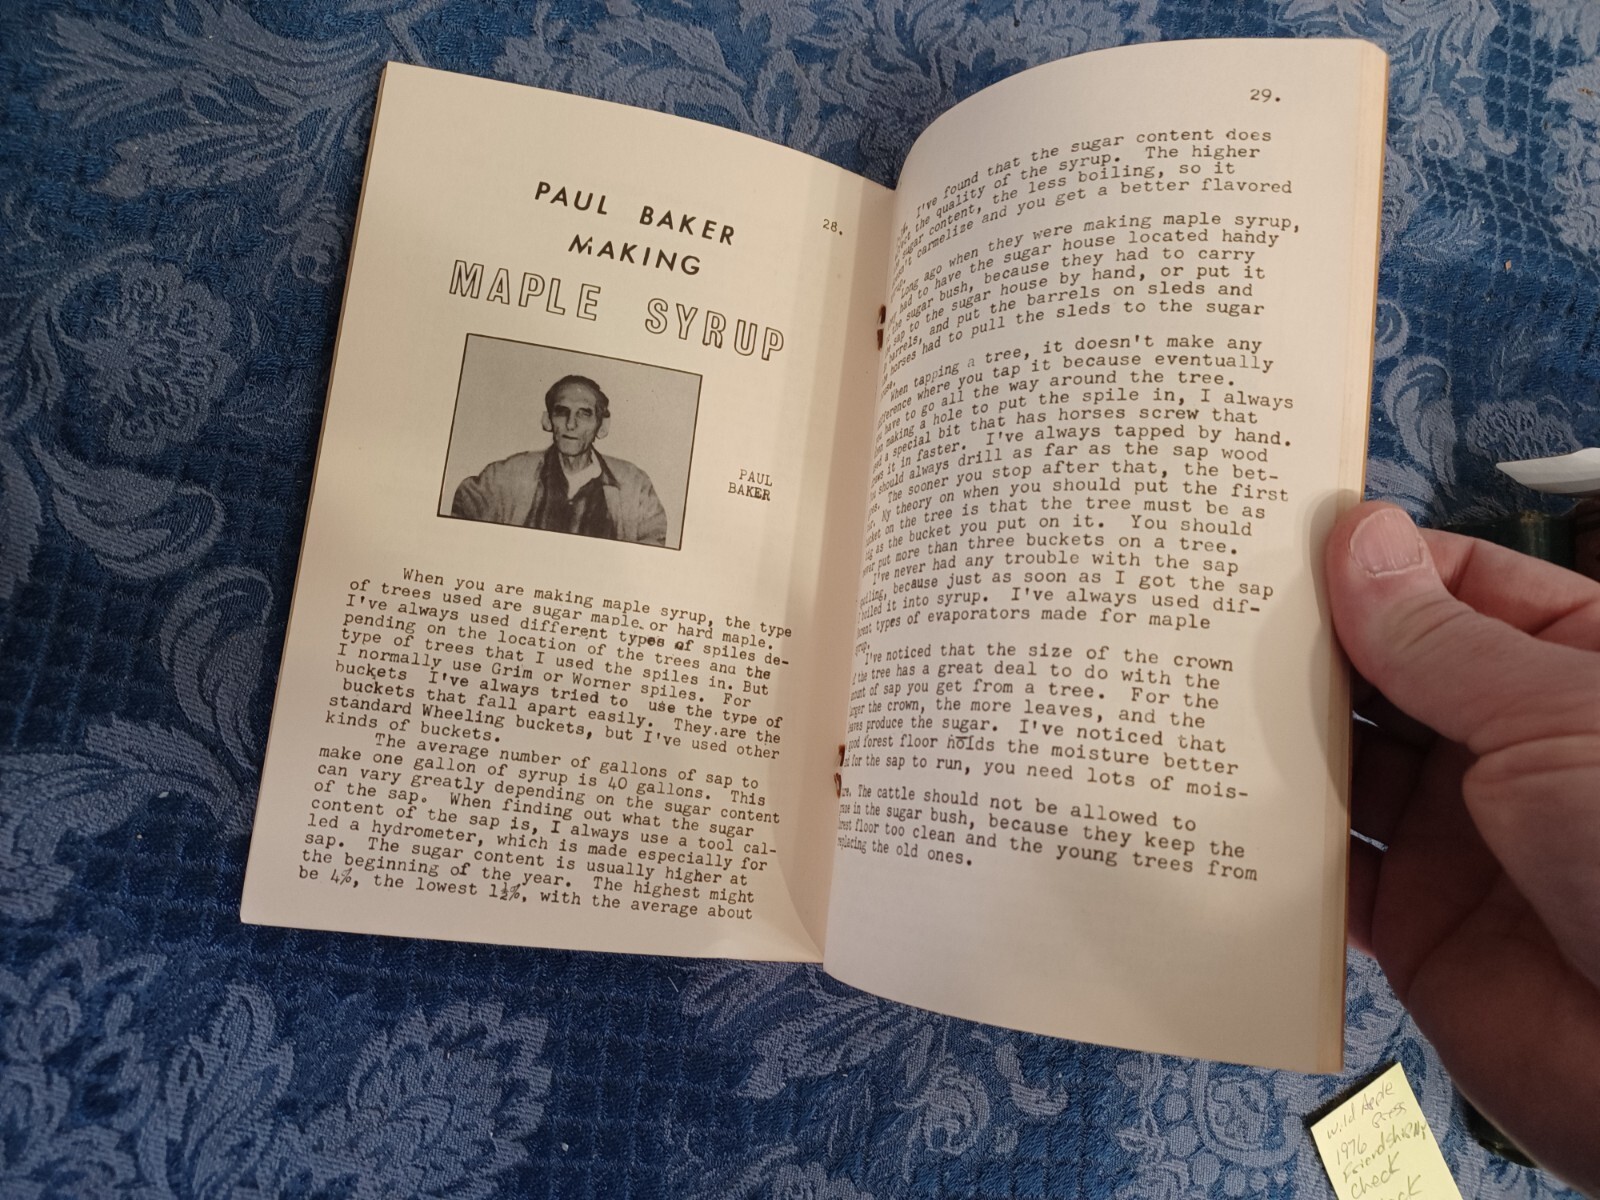 28.
PAUL BAKER
MAKING
MAPLE SYRUP
PAUL
BAKER
When you are making maple syrup, the type
of trees used are sugar maple or hard maple.
I've always used different types of spiles de-
pending on the location of the trees and the
type of trees that I used the spiles in. But
I normally use Grim or Worner spiles. For
buckets I've always tried to use the type of
buckets that fall apart easily. They are the
standard Wheeling buckets, but I've used other
kinds of buckets.
The average number of gallons of sap to
make one gallon of syrup is 40 gallons. This
can vary greatly depending on the sugar content
of the sap. When finding out what the sugar
content of the sap is, I always use a tool cal-
led a hydrometer, which is made especially for
sap. The sugar content is usually higher at
the beginning of the year. The highest might
be 4%, the lowest 1½%, with the average about
29.
I've found that the sugar content does
the quality of the syrup. The higher
sugar content, the less boiling, so it
carmelize and you get a better flavored
Long ago when they were making maple syrup,
had to have the sugar house located handy
the sugar bush, because they had to carry
sap to the sugar house by hand, or put it
barrels, and put the barrels on sleds and
horses had to pull the sleds to the sugar
When tapping a tree, it doesn't make any
difference where you tap it because eventually
have to go all the way around the tree.
making a hole to put the spile in, I always
a special bit that has horses screw that
it in faster. I've always tapped by hand.
You should always drill as far as the sap wood
The sooner you stop after that, the bet-
My theory on when you should put the first
on the tree is that the tree must be as
as the bucket you put on it. You should
put more than three buckets on a tree.
I've never had any trouble with the sap
because just as soon as I got the sap
boiled it into syrup. I've always used dif-
types of evaporators made for maple
I've noticed that the size of the crown
the tree has a great deal to do with the
of sap you get from a tree. For the
the crown, the more leaves, and the
produce the sugar. I've noticed that
good forest floor holds the moisture better
for the sap to run, you need lots of mois-
The cattle should not be allowed to
in the sugar bush, because they keep the
floor too clean and the young trees from
replacing the old ones.
Wild Apple
Press
1976
check